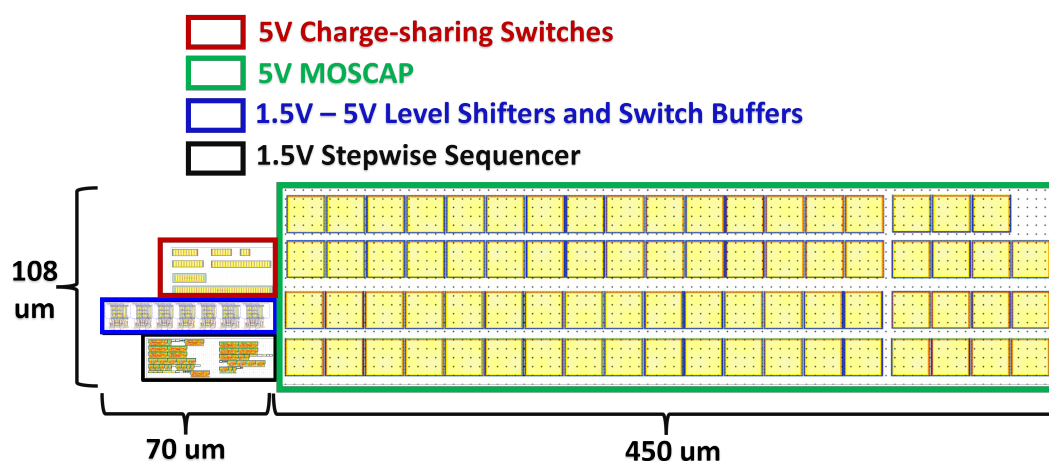 5V Charge-sharing Switches
5V MOSCAP
1.5V – 5V Level Shifters and Switch Buffers
1.5V Stepwise Sequencer
108
um
70 um
450 um